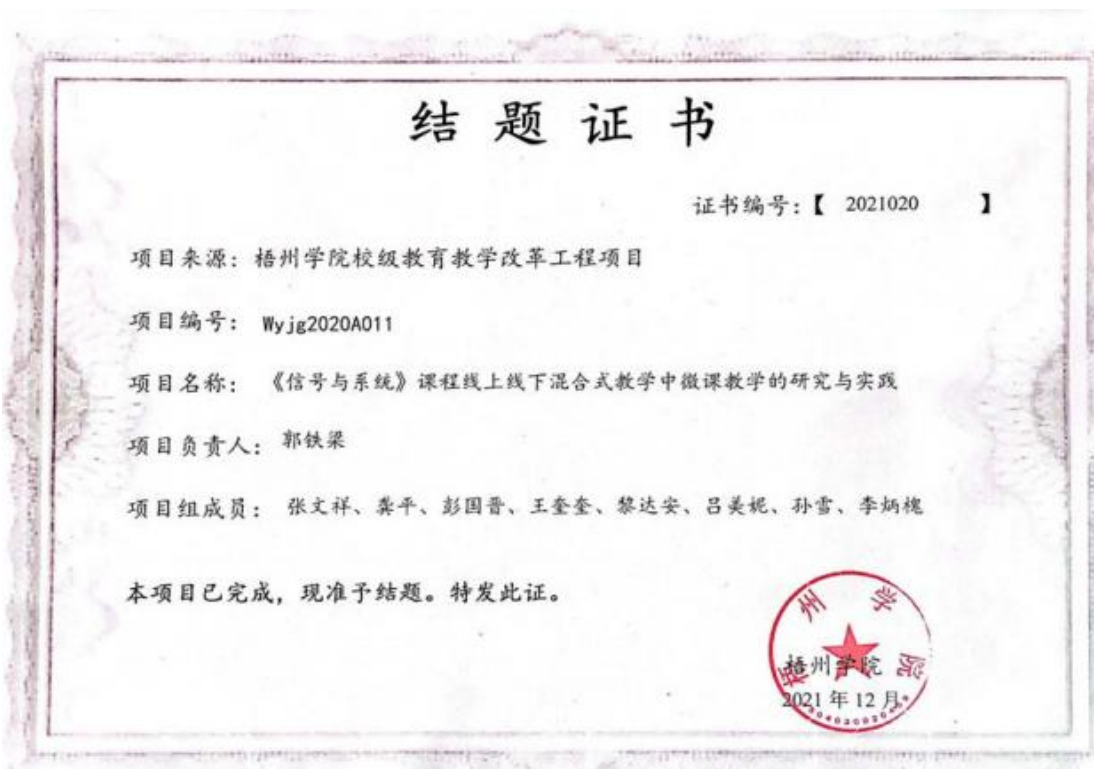 结题证书
证书编号:【 2021020 】
项目来源:梧州学院校级教育教学改革工程项目
项目编号: Wyjg2020A011
项目名称: 《信号与系统》课程线上线下混合式教学中微课教学的研究与实践
项目负责人:郭铁梁
项目组成员: 张文祥、龚平、彭国晋、王奎奎、黎达安、吕美妮、孙雪、李炳槐
本项目已完成,现准予结题。特发此证。
梧州学院
梧州学院
2021 年 12 月